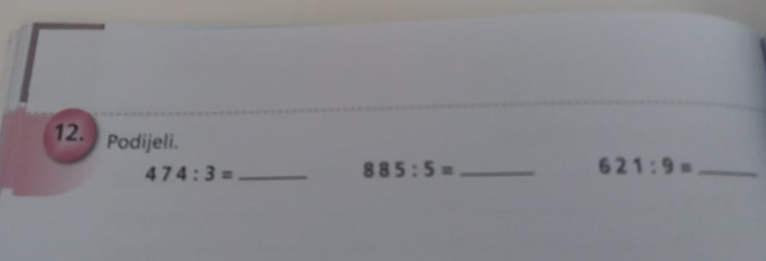 12. Podijeli.
474:3= ______ 885:5= ______ 621:9= ______